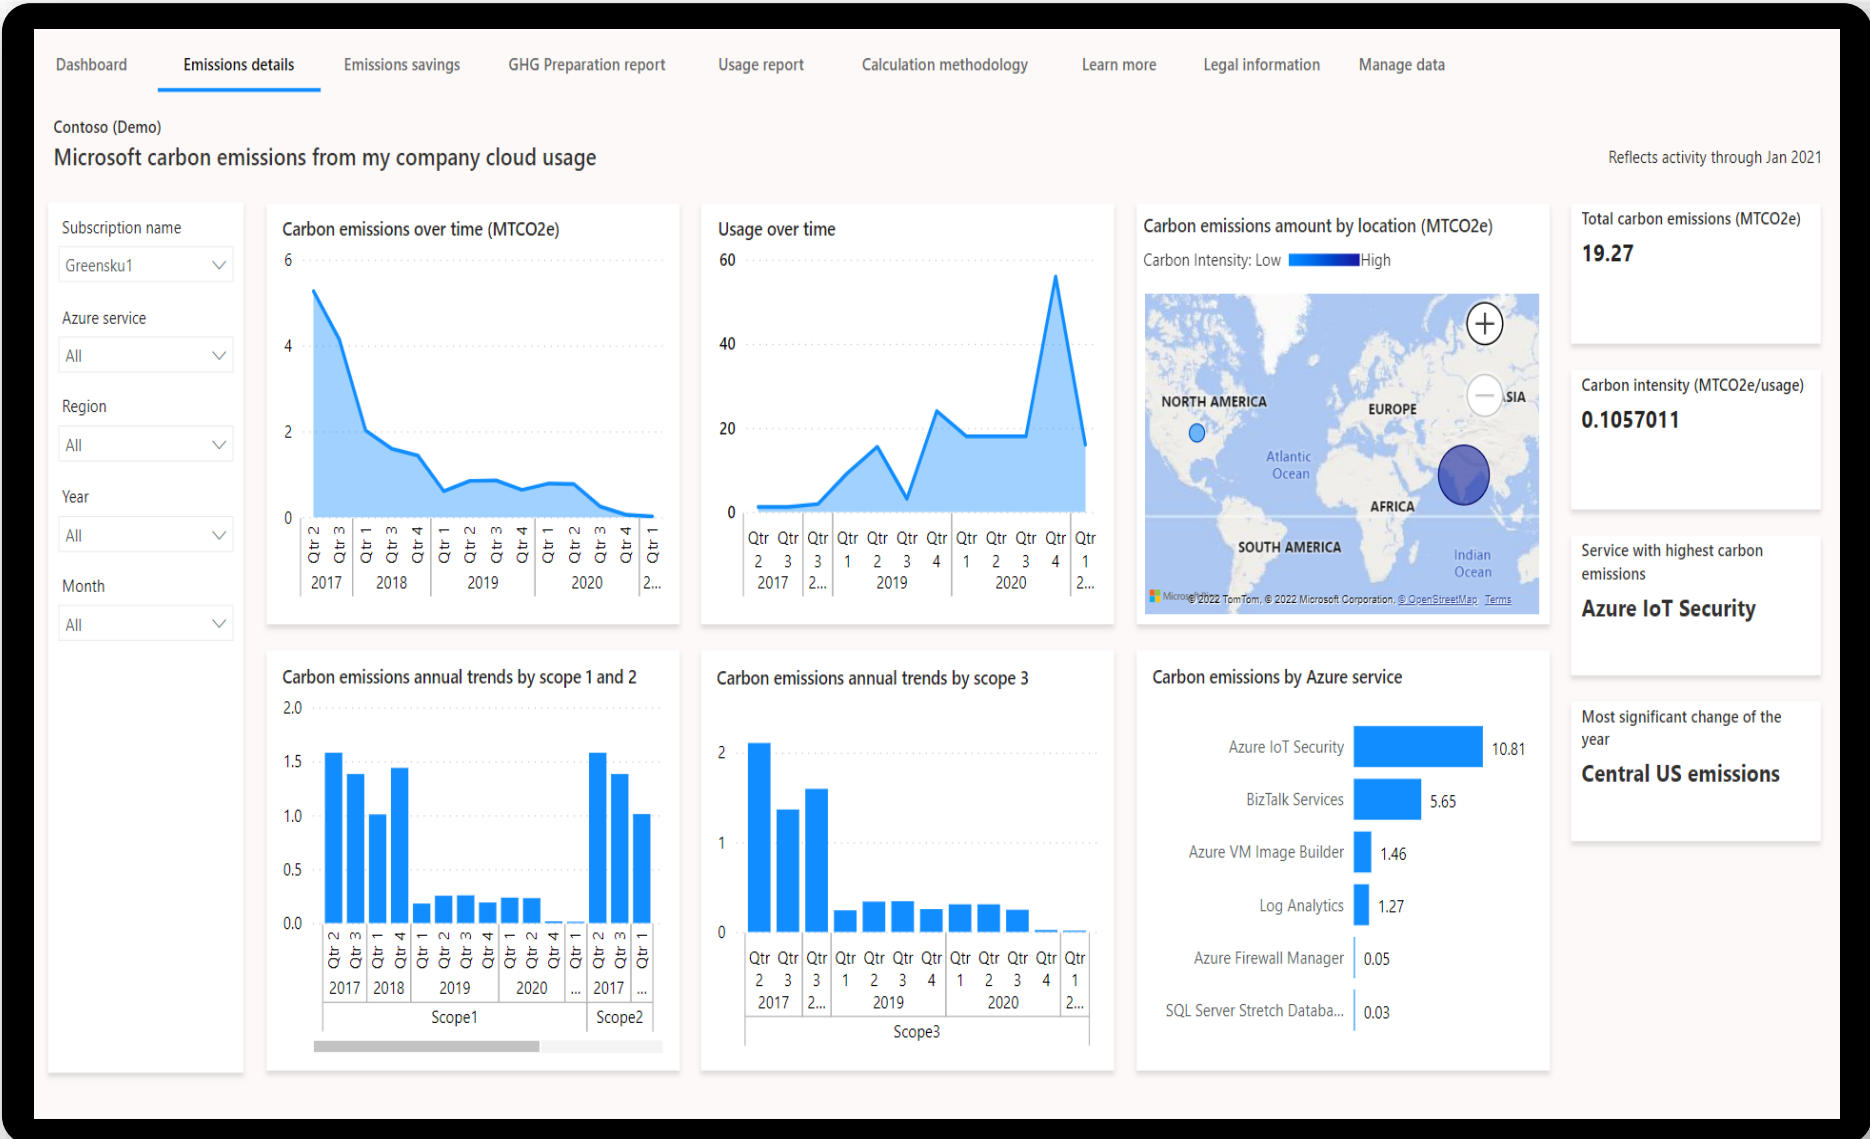 Dashboard
Emissions details
Emissions savings
GHG Preparation report
Usage report
Calculation methodology
Learn more
Legal information
Manage data
Contoso (Demo)
Microsoft carbon emissions from my company cloud usage
Reflects activity through Jan 2021
Subscription name
Greensku1
Azure service
All
Region
All
Year
All
Month
All
Carbon emissions over time (MTCO2e)
6
4
2
0
Qtr 2 Qtr 3 Qtr 1 Qtr 3 Qtr 4 Qtr 1 Qtr 2 Qtr 3 Qtr 4 Qtr 1 Qtr 2 Qtr 3 Qtr 4 Qtr 1
2017 2018 2019 2020 2...
Usage over time
60
40
20
0
Qtr Qtr Qtr Qtr Qtr Qtr Qtr Qtr Qtr Qtr Qtr Qtr
2 3 3 1 2 3 4 1 2 3 4 1
2017 2... 2019 2020 2...
Carbon emissions amount by location (MTCO2e)
Carbon Intensity: Low High
NORTH AMERICA
EUROPE
SIA
Atlantic
Ocean
AFRICA
SOUTH AMERICA
Indian
Ocean
© 2022 TomTom, © 2022 Microsoft Corporation, © OpenStreetMap Terms
Total carbon emissions (MTCO2e)
19.27
Carbon intensity (MTCO2e/usage)
0.1057011
Service with highest carbon
emissions
Azure IoT Security
Most significant change of the
year
Central US emissions
Carbon emissions annual trends by scope 1 and 2
2.0
1.5
1.0
0.5
0.0
Qtr 2 Qtr 3 Qtr 1 Qtr 4 Qtr 1 Qtr 2 Qtr 3 Qtr 4 Qtr 1 Qtr 2 Qtr 4 Qtr 1 Qtr 2 Qtr 3 Qtr 1
2017 2018 2019 2020 ... 2017 ...
Scope1 Scope2
Carbon emissions annual trends by scope 3
2
1
0
Qtr Qtr Qtr Qtr Qtr Qtr Qtr Qtr Qtr Qtr Qtr Qtr
2 3 3 1 2 3 4 1 2 3 4 1
2017 2... 2019 2020 2...
Scope3
Carbon emissions by Azure service
Azure IoT Security 10.81
BizTalk Services 5.65
Azure VM Image Builder 1.46
Log Analytics 1.27
Azure Firewall Manager 0.05
SQL Server Stretch Databa... 0.03